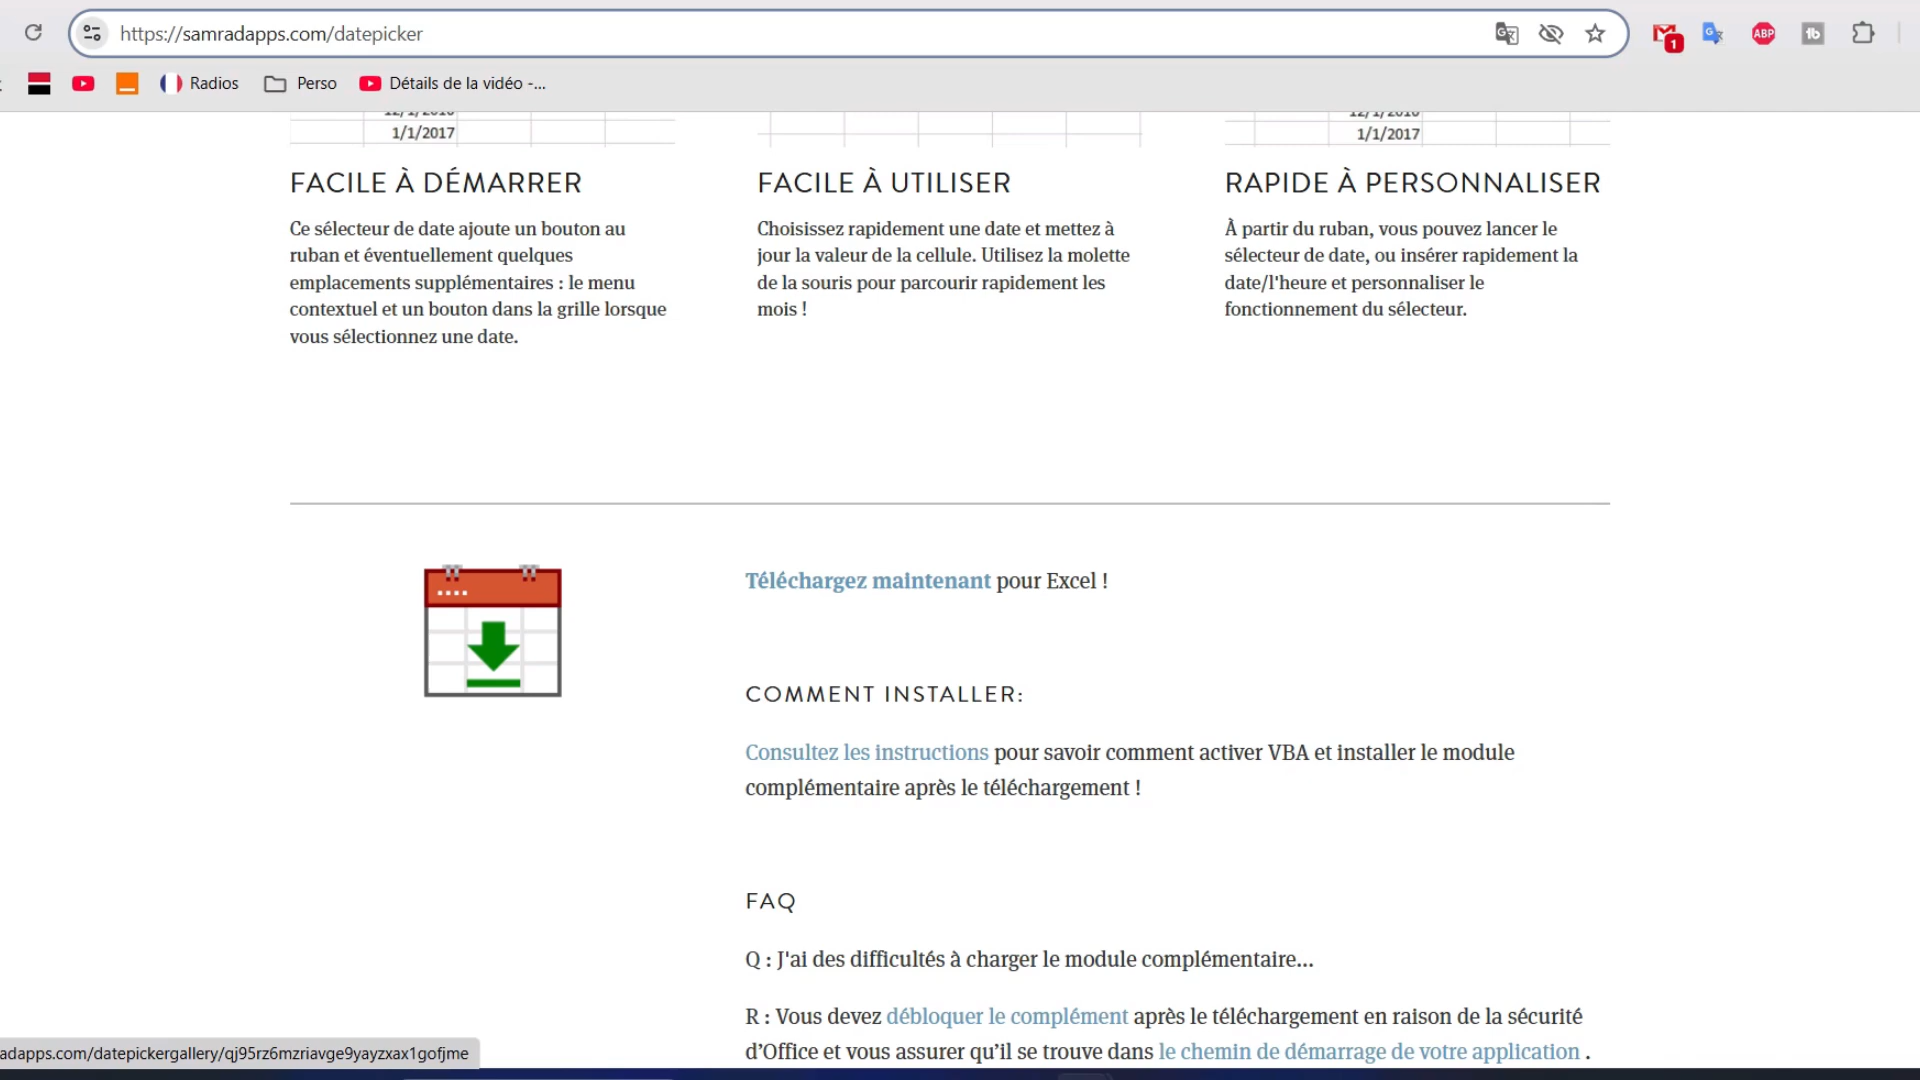 https://samradapps.com/datepicker
1
ABP
Radios
Perso
Détails de la vidéo -...
12/1/2016
1/1/2017
12/1/2016
1/1/2017
FACILE À DÉMARRER
Ce sélecteur de date ajoute un bouton au
ruban et éventuellement quelques
emplacements supplémentaires : le menu
contextuel et un bouton dans la grille lorsque
vous sélectionnez une date.
FACILE À UTILISER
Choisissez rapidement une date et mettez à
jour la valeur de la cellule. Utilisez la molette
de la souris pour parcourir rapidement les
mois !
RAPIDE À PERSONNALISER
À partir du ruban, vous pouvez lancer le
sélecteur de date, ou insérer rapidement la
date/l'heure et personnaliser le
fonctionnement du sélecteur.
Téléchargez maintenant pour Excel !
COMMENT INSTALLER:
Consultez les instructions pour savoir comment activer VBA et installer le module
complémentaire après le téléchargement !
FAQ
Q : J'ai des difficultés à charger le module complémentaire...
R : Vous devez débloquer le complément après le téléchargement en raison de la sécurité
d’Office et vous assurer qu’il se trouve dans le chemin de démarrage de votre application .
adapps.com/datepickergallery/qj95rz6mzriavge9yayzxax1gofjme